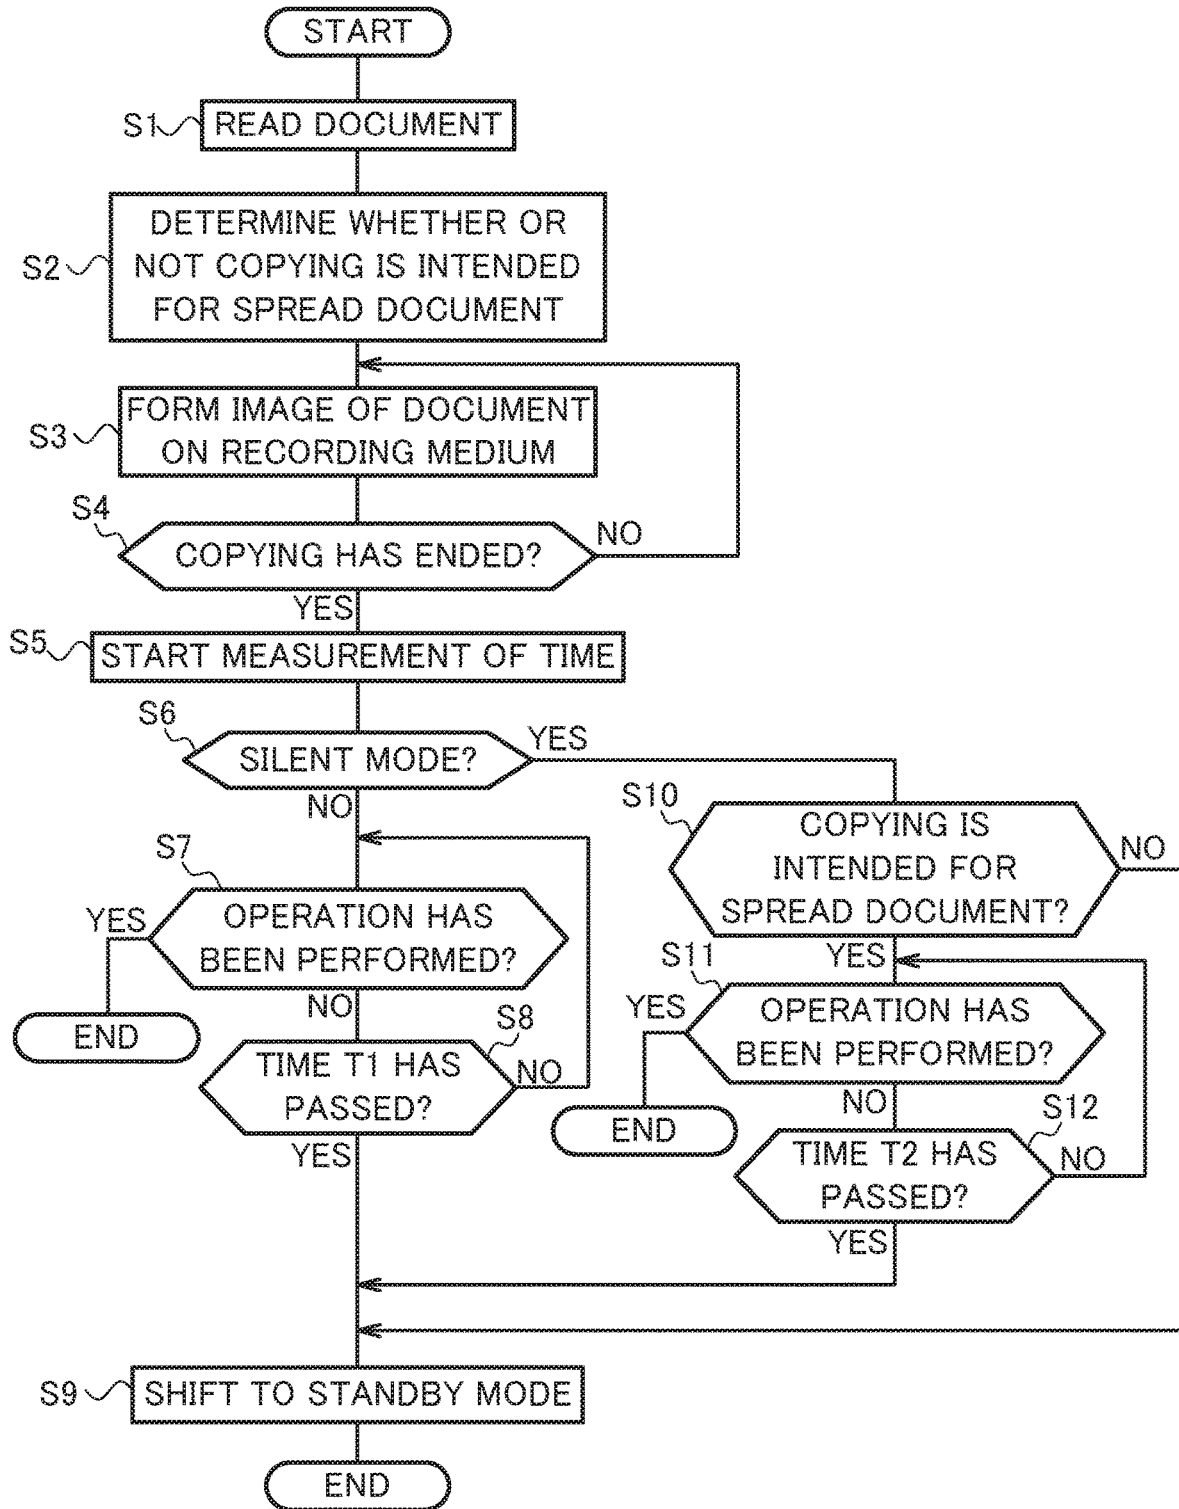 START
S1
READ DOCUMENT
S2
DETERMINE WHETHER OR
NOT COPYING IS INTENDED
FOR SPREAD DOCUMENT
S3
FORM IMAGE OF DOCUMENT
ON RECORDING MEDIUM
S4
COPYING HAS ENDED?
NO
YES
S5
START MEASUREMENT OF TIME
S6
SILENT MODE?
YES
NO
S7
OPERATION HAS
BEEN PERFORMED?
YES
END
NO
S8
TIME T1 HAS
PASSED?
NO
YES
S10
COPYING IS
INTENDED FOR
SPREAD DOCUMENT?
NO
YES
S11
OPERATION HAS
BEEN PERFORMED?
YES
END
NO
S12
TIME T2 HAS
PASSED?
NO
YES
S9
SHIFT TO STANDBY MODE
END